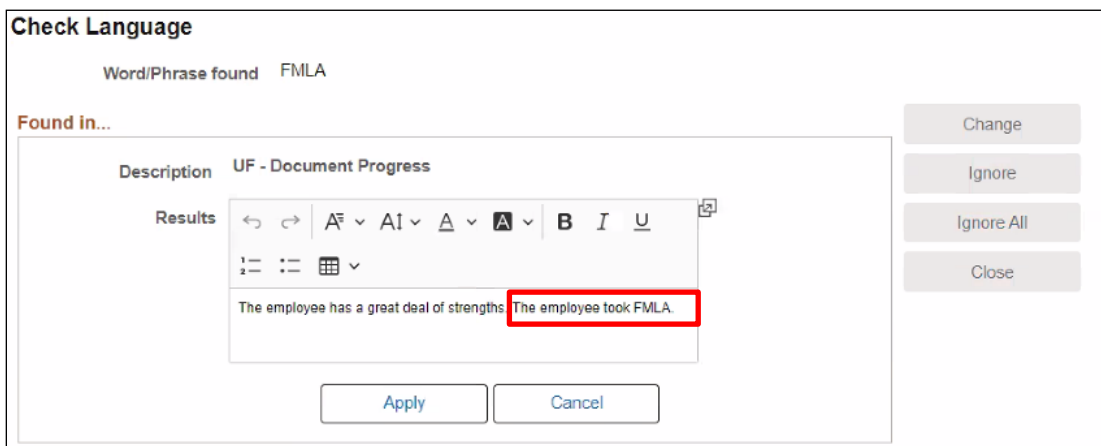 Check Language
Word/Phrase found FMLA
Found in...
Change
Description UF - Document Progress
Ignore
Results
B I U
Ignore All
Close
The employee has a great deal of strengths. The employee took FMLA.
Apply Cancel